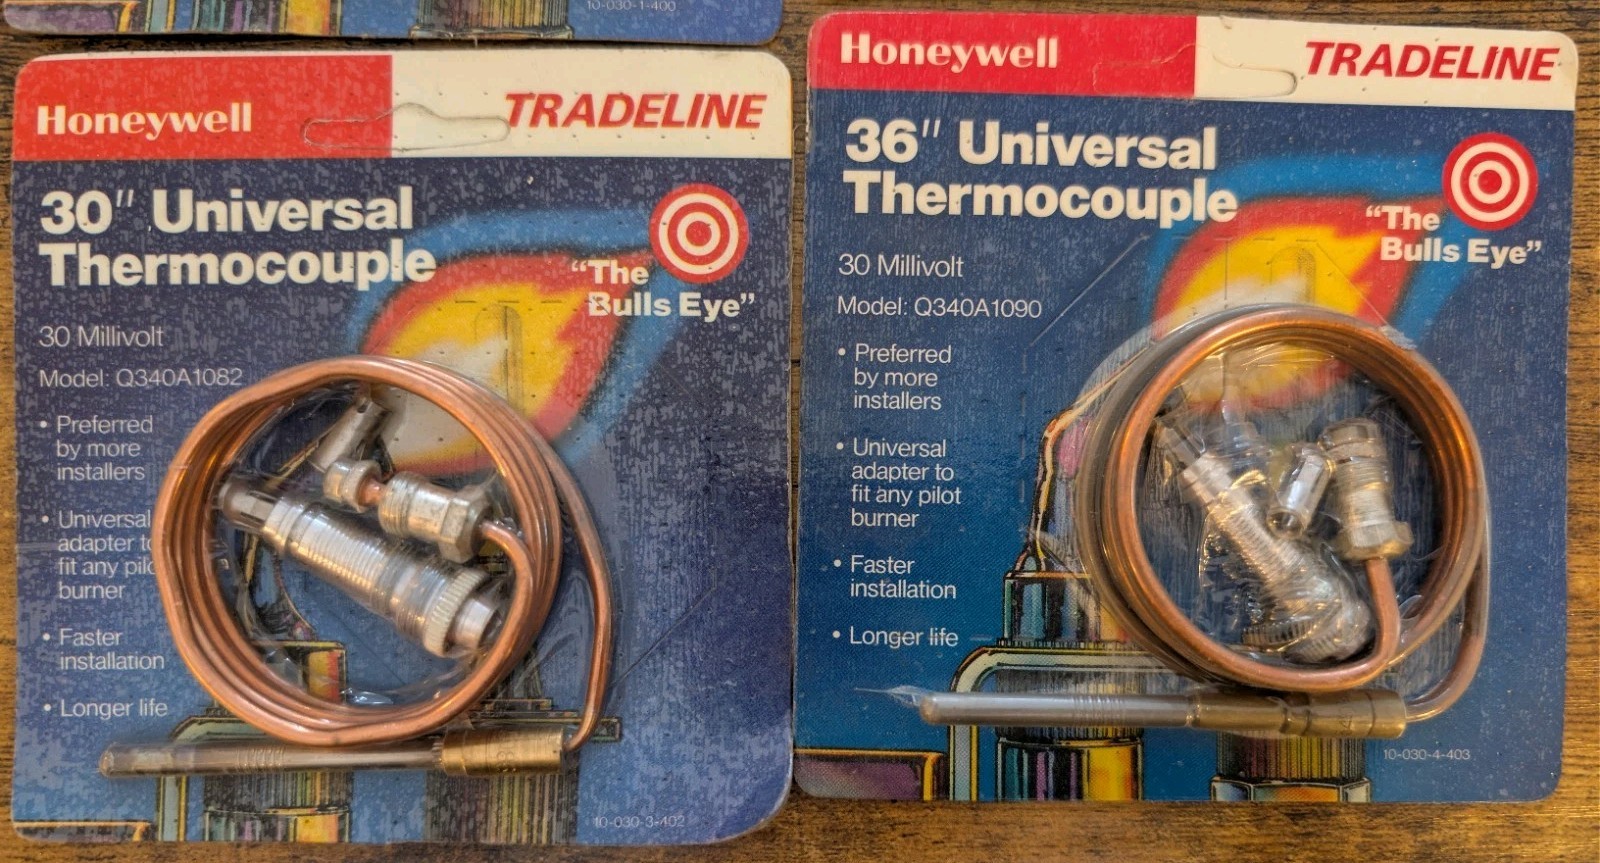 10-030-1-400
Honeywell
TRADELINE
30" Universal
Thermocouple
"The
Bulls Eye"
30 Millivolt
Model: Q340A1082
• Preferred
by more
installers
• Universal
adapter to
fit any pilo
burner
• Faster
installation
• Longer life
10-030-3-402
Honeywell
TRADELINE
36" Universal
Thermocouple
"The
Bulls Eye"
30 Millivolt
Model: Q340A1090
• Preferred
by more
installers
• Universal
adapter to
fit any pilot
burner
• Faster
installation
• Longer life
10-030-4-403